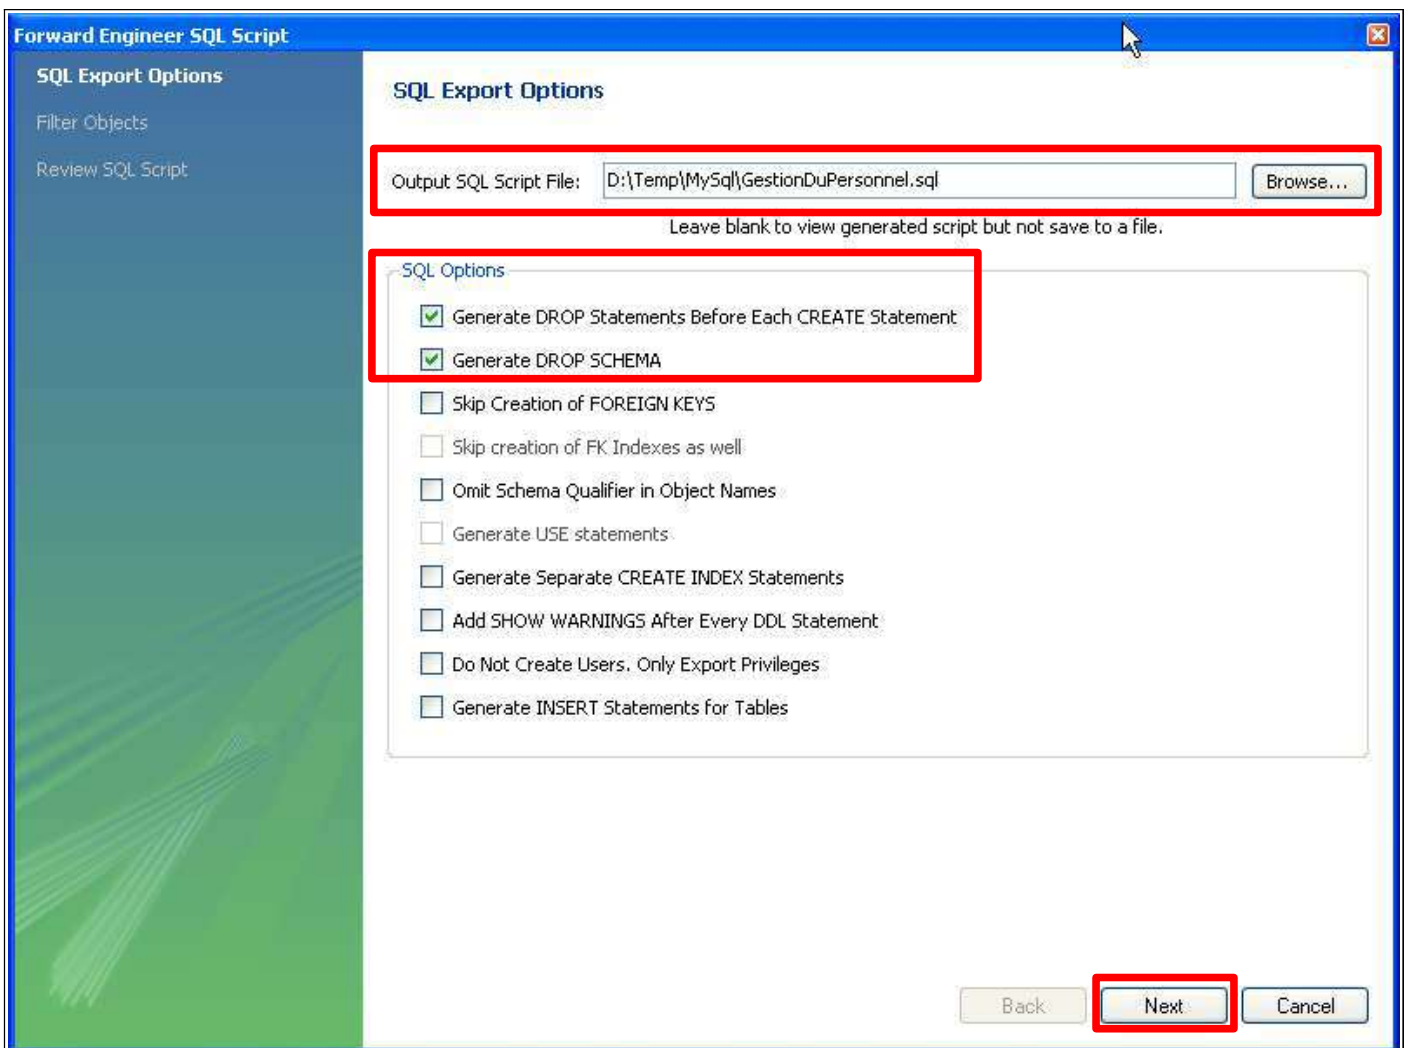 Forward Engineer SQL Script
SQL Export Options
Filter Objects
Review SQL Script
SQL Export Options
Output SQL Script File: D:\Temp\MySql\GestionDuPersonnel.sql Browse...
Leave blank to view generated script but not save to a file.
SQL Options
Generate DROP Statements Before Each CREATE Statement
Generate DROP SCHEMA
Skip Creation of FOREIGN KEYS
Skip creation of FK Indexes as well
Omit Schema Qualifier in Object Names
Generate USE statements
Generate Separate CREATE INDEX Statements
Add SHOW WARNINGS After Every DDL Statement
Do Not Create Users. Only Export Privileges
Generate INSERT Statements for Tables
Back Next Cancel